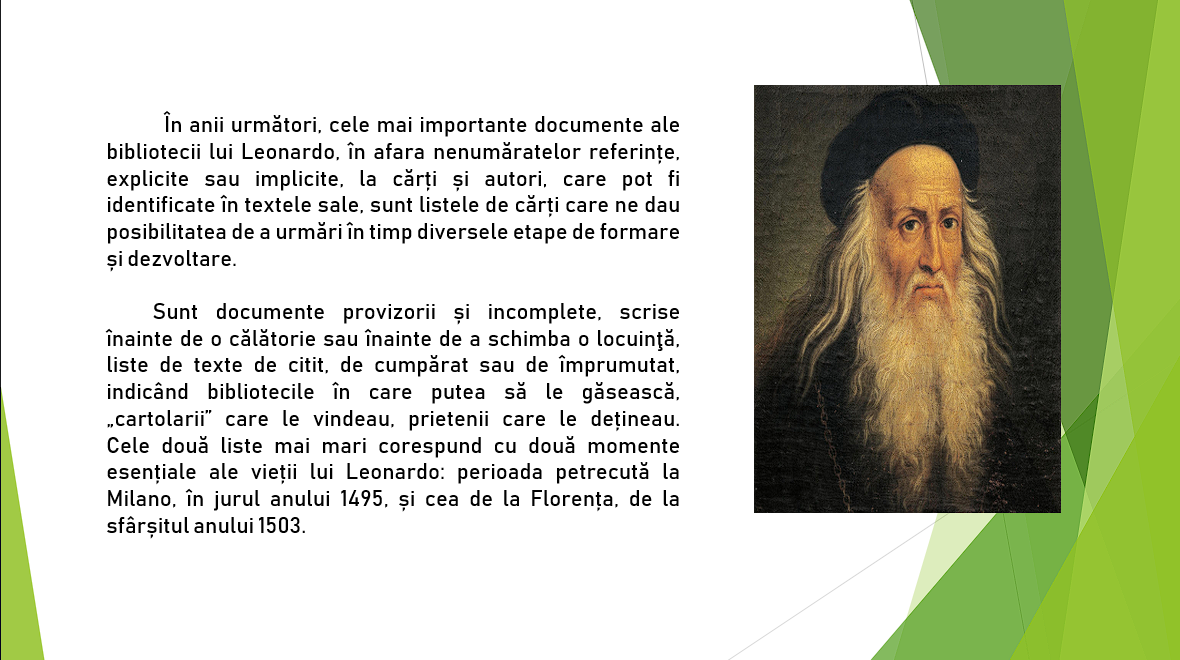 În anii următori, cele mai importante documente ale
bibliotecii lui Leonardo, în afara nenumăratelor referințe,
explicite sau implicite, la cărți și autori, care pot fi
identificate în textele sale, sunt listele de cărți care ne dau
posibilitatea de a urmări în timp diversele etape de formare
și dezvoltare.
Sunt documente provizorii și incomplete, scrise
înainte de o călătorie sau înainte de a schimba o locuinţă,
liste de texte de citit, de cumpărat sau de împrumutat,
indicând bibliotecile în care putea să le găsească,
„cartolarii” care le vindeau, prietenii care le dețineau.
Cele două liste mai mari corespund cu două momente
esențiale ale vieții lui Leonardo: perioada petrecută la
Milano, în jurul anului 1495, și cea de la Florența, de la
sfârșitul anului 1503.